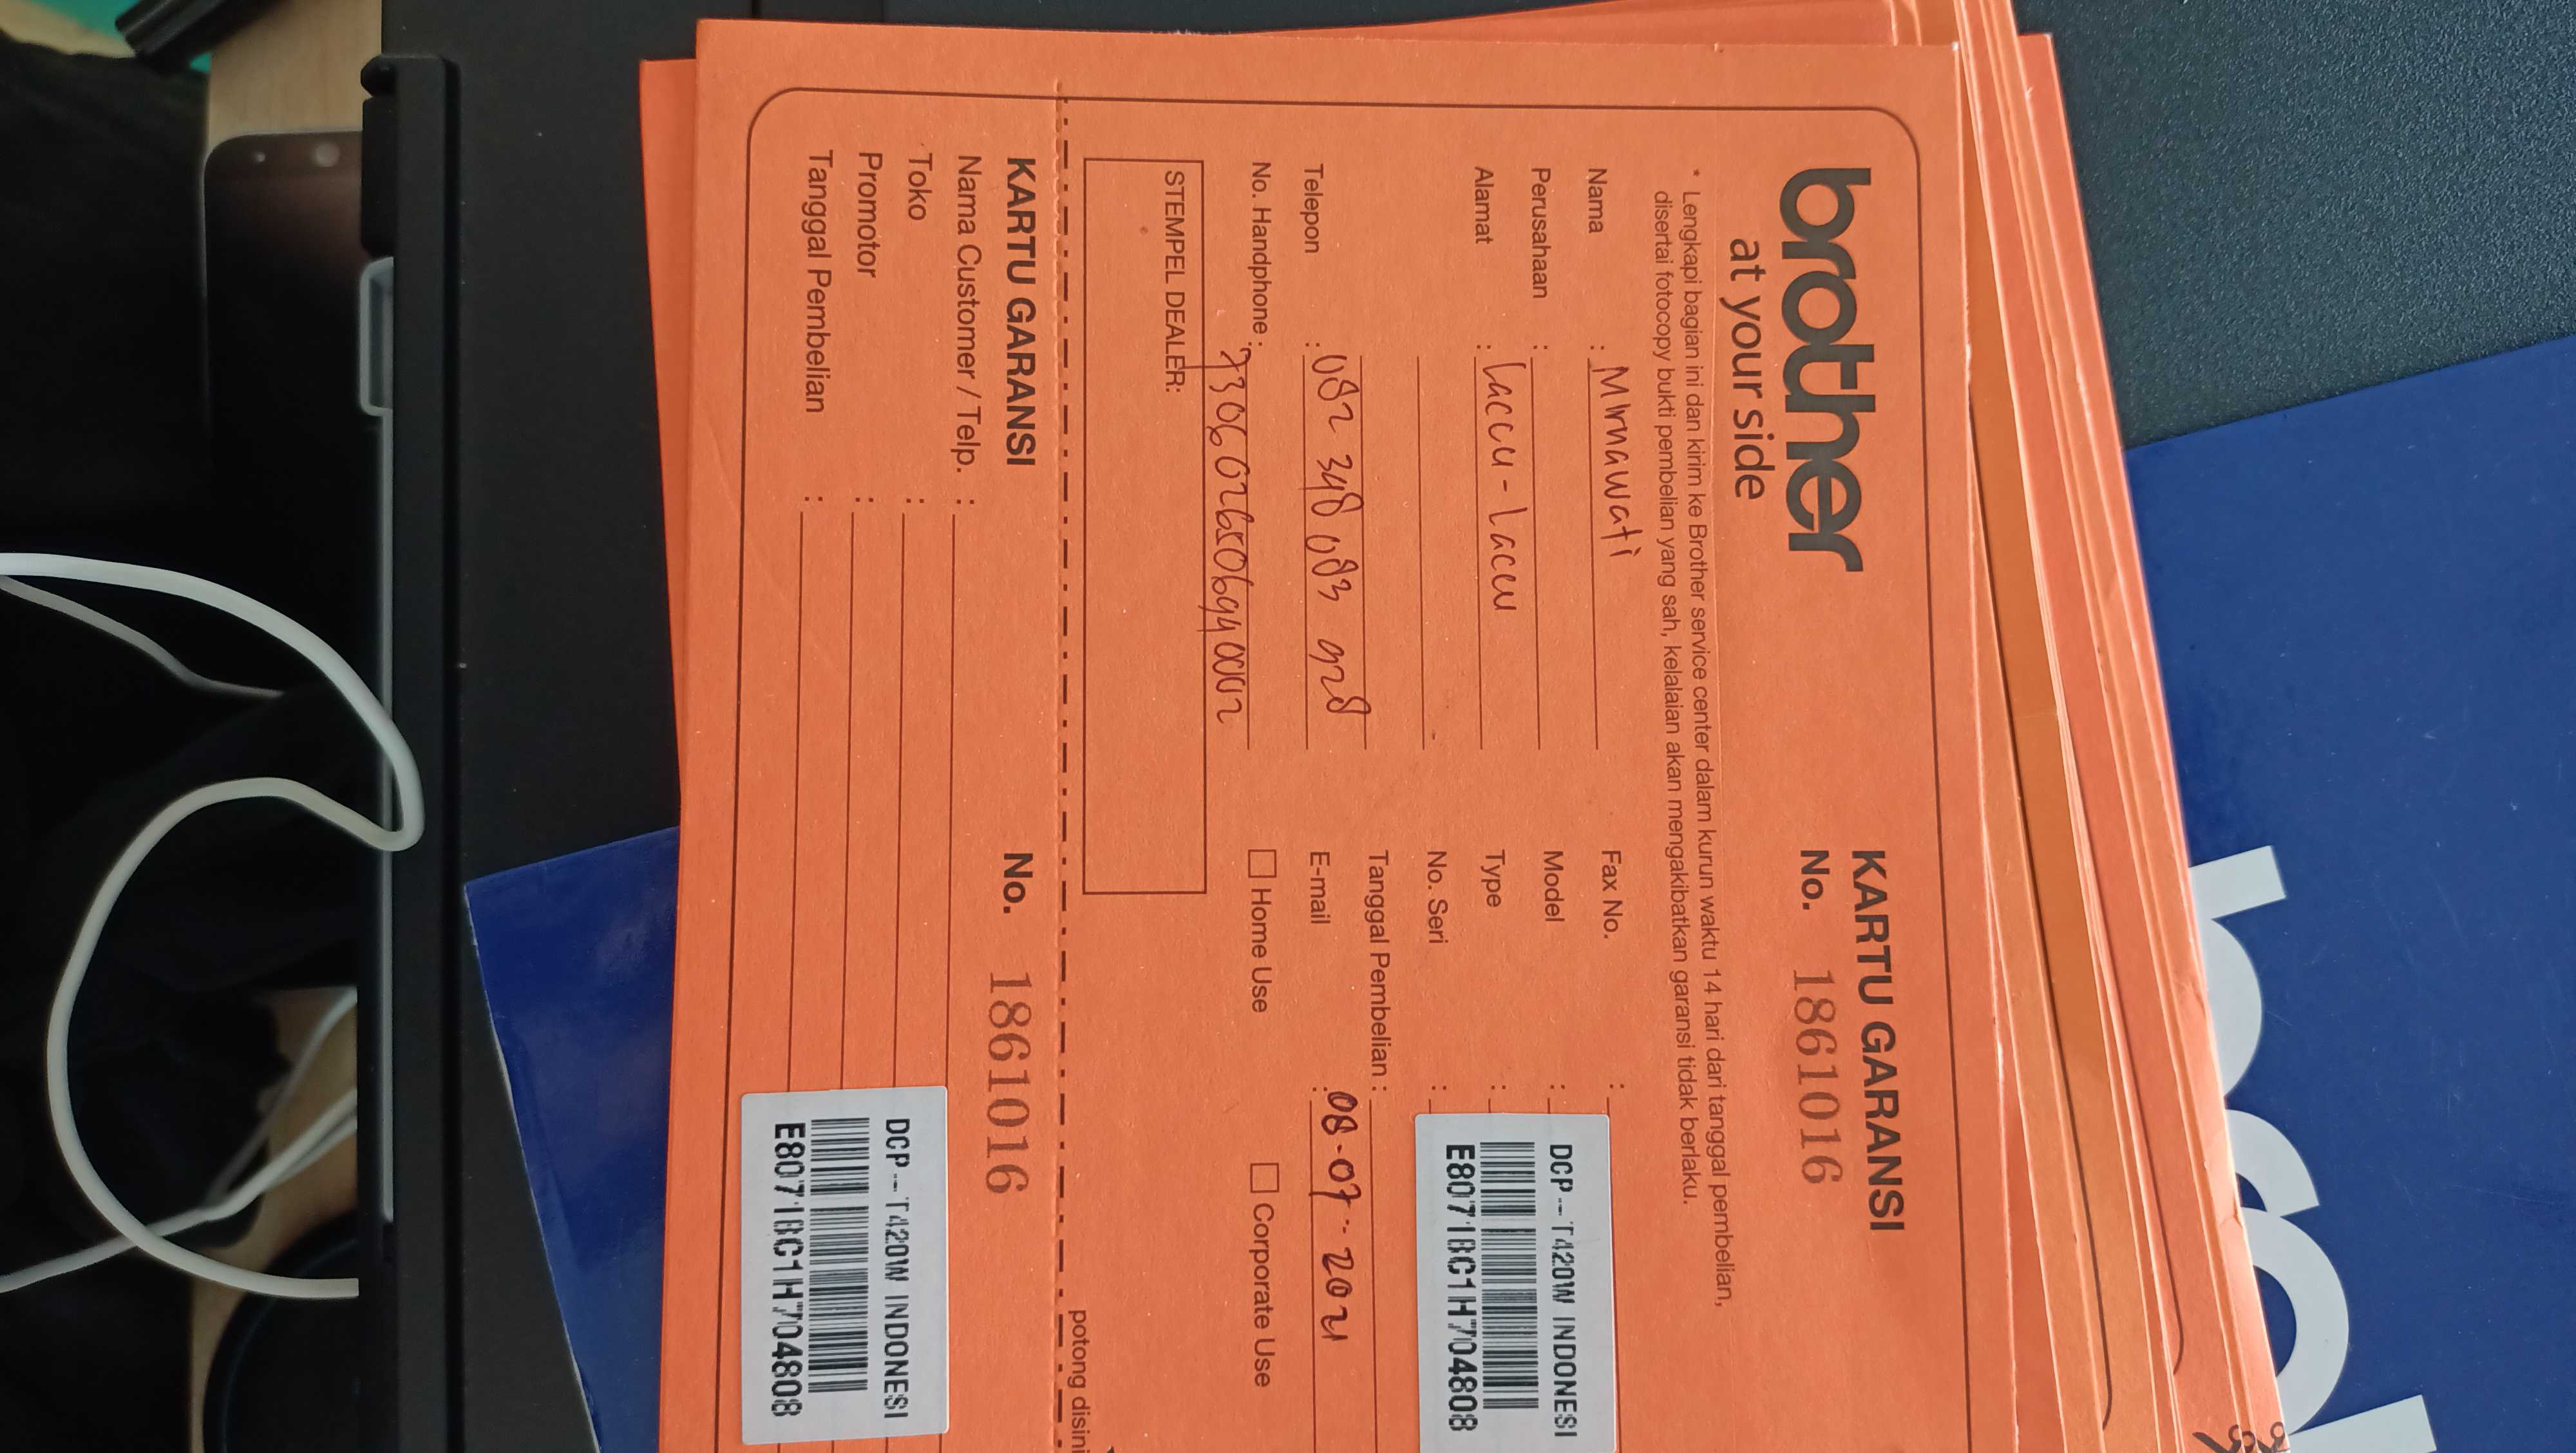 brother
at your side
KARTU GARANSI
No. 1861016
* Lengkapi bagian ini dan kirim ke Brother service center dalam kurun waktu 14 hari dari tanggal pembelian,
disertai fotocopy bukti pembelian yang sah, kelalaian akan mengakibatkan garansi tidak berlaku.
Nama : Mirnawati
Perusahaan :
Alamat : laccu - laccu
Telepon : 082 348 083 928
No. Handphone :
STEMPEL DEALER:
Fax No. :
Model :
Type :
No. Seri :
DCP-T420W INDONESI
E80718C1H704808
Tanggal Pembelian :
E-mail : 08-07-2021
Home Use
Corporate Use
potong disini
KARTU GARANSI
No. 1861016
Nama Customer / Telp. :
Toko :
Promotor :
Tanggal Pembelian :
DCP-T420W INDONESI
E80718C1H704808